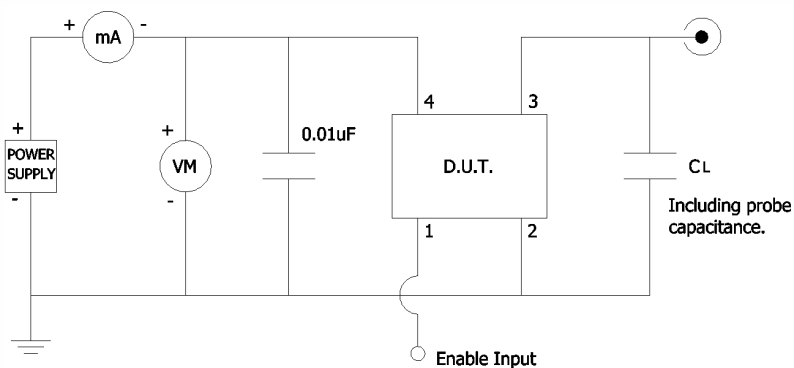 + mA -
4 3
0.01uF
+
+
POWER
SUPPLY
VM
D.U.T.
CL
-
-
Including probe
capacitance.
1 2
Enable Input